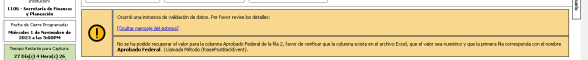 Institución:
1106 - Secretaría de Finanzas
y Planeación
Fecha de Cierre Programada:
Miércoles 1 de Noviembre de
2023 a las 5:00PM
Tiempo Restante para Captura:
27 Día(s) 4 Hora(s) 26
Ocurrió una instancia de validación de datos. Por favor revise los detalles:
[Ocultar mensaje del sistema]
No se ha podido recuperar el valor para la columna Aprobado Federal de la fila 2, favor de verificar que la columna exista en el archivo Excel, que el valor sea numérico y que la primera fila corresponda con el nombre
Aprobado Federal. (Llamada Método (RaisePostBackEvent).